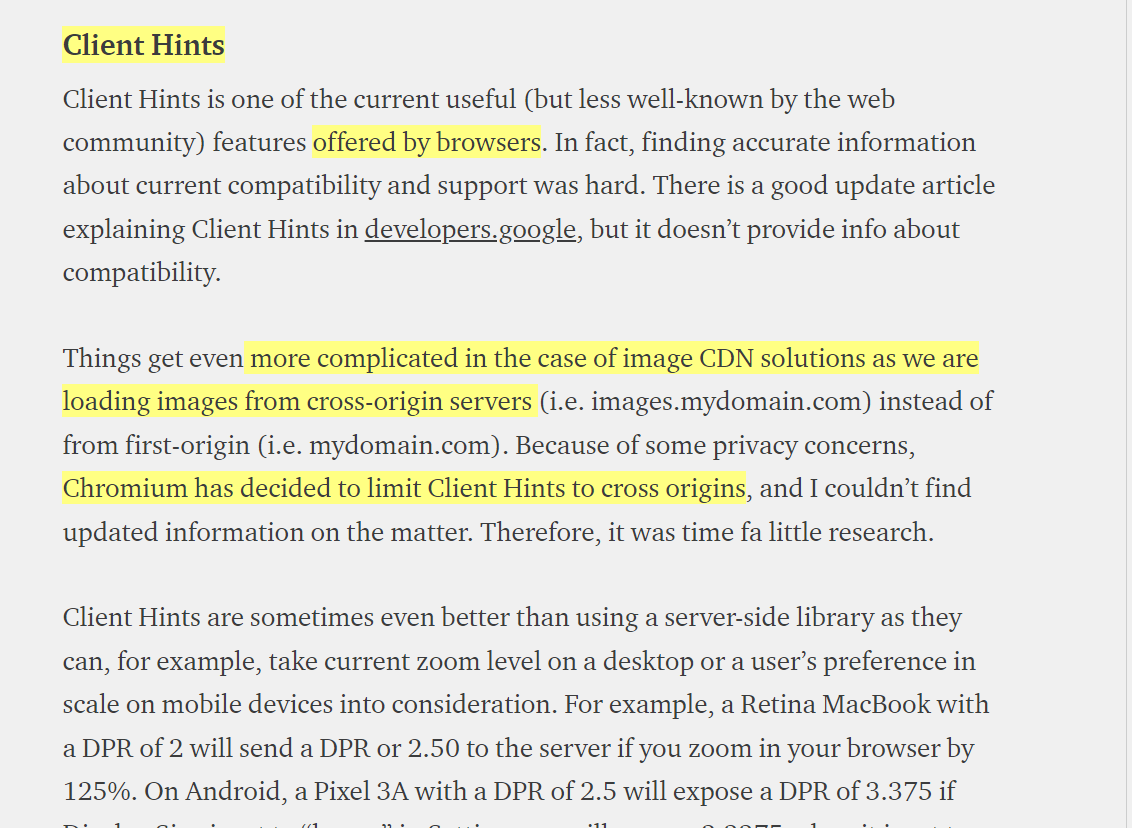 Client Hints
Client Hints is one of the current useful (but less well-known by the web
community) features offered by browsers. In fact, finding accurate information
about current compatibility and support was hard. There is a good update article
explaining Client Hints in developers.google, but it doesn’t provide info about
compatibility.
Things get even more complicated in the case of image CDN solutions as we are
loading images from cross-origin servers (i.e. images.mydomain.com) instead of
from first-origin (i.e. mydomain.com). Because of some privacy concerns,
Chromium has decided to limit Client Hints to cross origins, and I couldn’t find
updated information on the matter. Therefore, it was time fa little research.
Client Hints are sometimes even better than using a server-side library as they
can, for example, take current zoom level on a desktop or a user’s preference in
scale on mobile devices into consideration. For example, a Retina MacBook with
a DPR of 2 will send a DPR or 2.50 to the server if you zoom in your browser by
125%. On Android, a Pixel 3A with a DPR of 2.5 will expose a DPR of 3.375 if